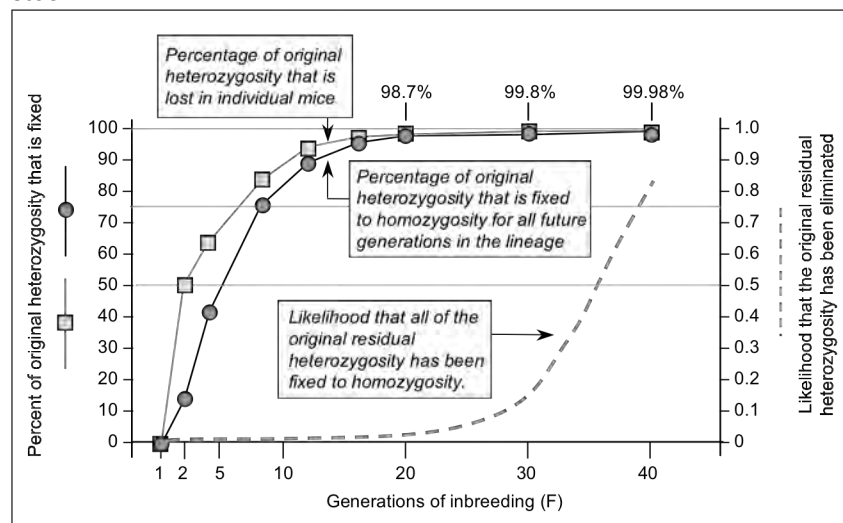 Percentage of original
heterozygosity that is
lost in individual mice
98.7%
99.8%
99.98%
Percent of original heterozygosity that is fixed
100
90
80
70
60
50
40
30
20
10
0
Percentage of original
heterozygosity that is fixed
to homozygosity for all future
generations in the lineage
Likelihood that all of the
original residual
heterozygosity has been
fixed to homozygosity.
1.0
0.9
0.8
0.7
0.6
0.5
0.4
0.3
0.2
0.1
0
Likelihood that the original residual
heterozygosity has been eliminated
1
2
5
10
20
30
40
Generations of inbreeding (F)